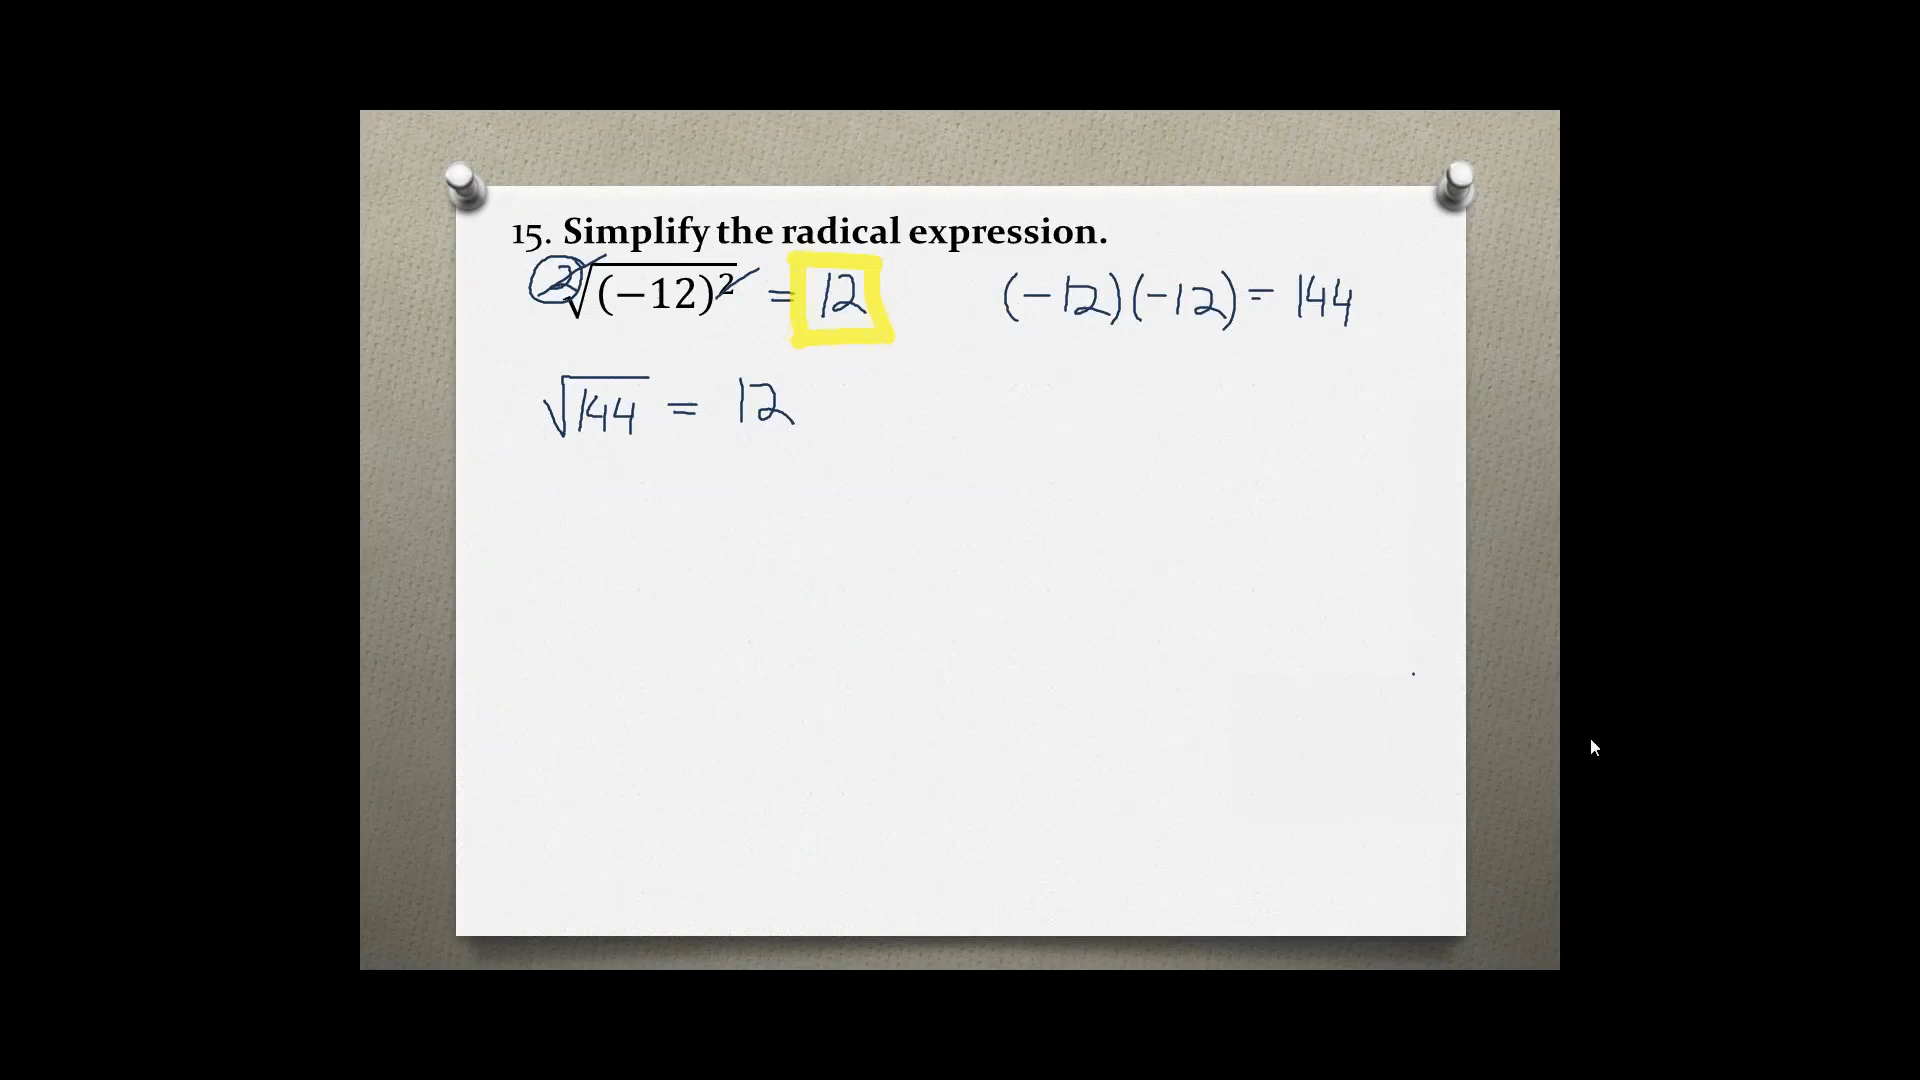 15. Simplify the radical expression.
²√(−12)² = 12 (−12)(−12) = 144
√144 = 12